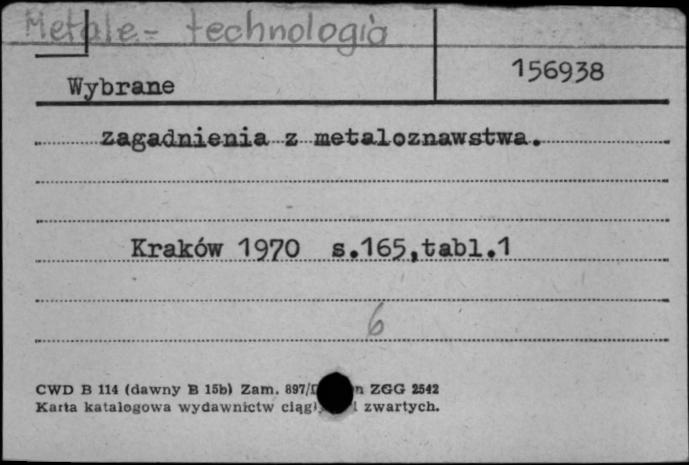 Metale - technologia
156938
Wybrane
zagadnienia z metaloznawstwa.
Kraków 1970 s.165,tabl.1
6
CWD B 114 (dawny B 15b) Zam. 897/ ZGG 2542
Karta katalogowa wydawnictw zwartych.